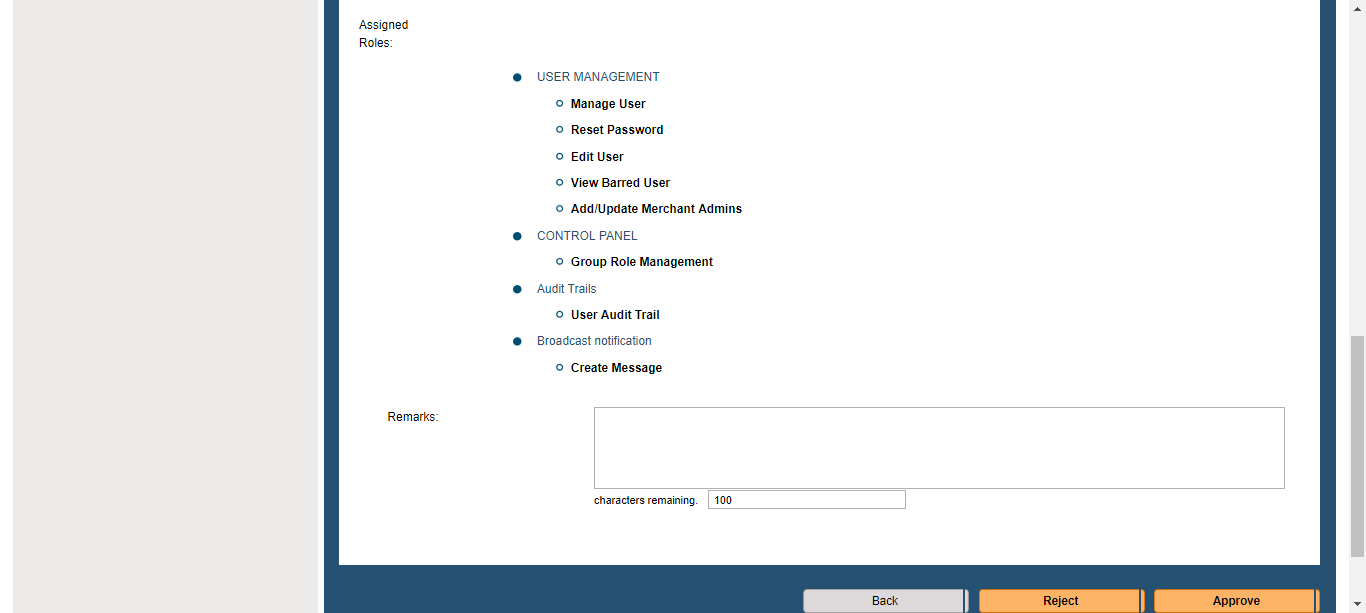 Assigned
Roles:
USER MANAGEMENT
Manage User
Reset Password
Edit User
View Barred User
Add/Update Merchant Admins
CONTROL PANEL
Group Role Management
Audit Trails
User Audit Trail
Broadcast notification
Create Message
Remarks:
characters remaining. 100
Back Reject Approve